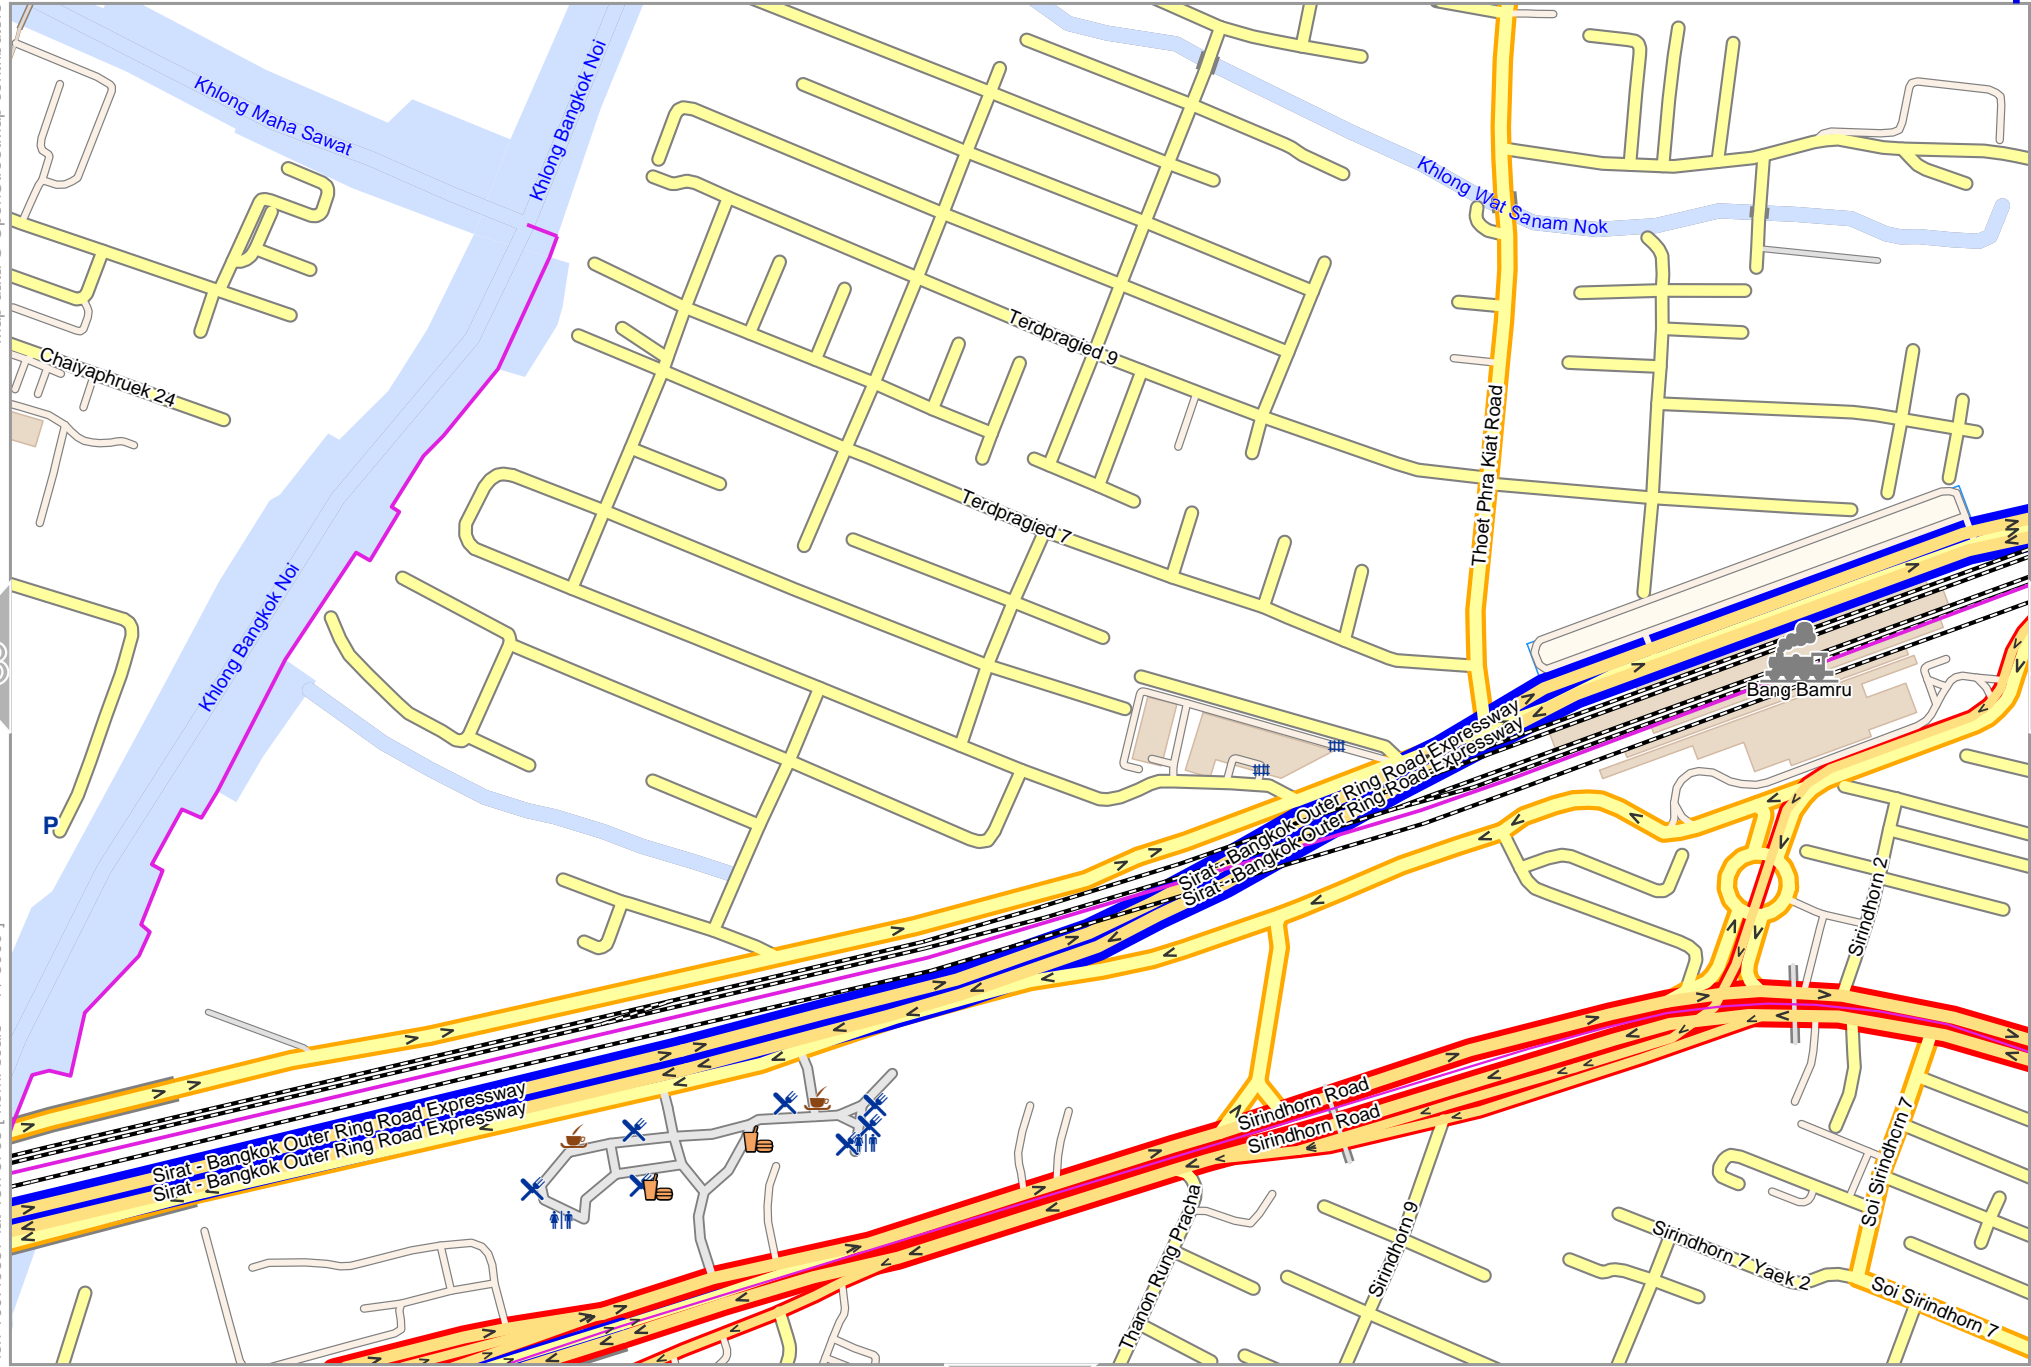 Khlong Maha Sawat
Khlong Bangkok Noi
Khlong Wat Sanam Nok
Terdpragied 9
Chaiyaphruek 24
Thoet Phra Kiat Road
Terdpragied 7
Khlong Bangkok Noi
Bang Bamru
Sirat - Bangkok Outer Ring Road Expressway
Sirat - Bangkok Outer Ring Road Expressway
P
Sirindhorn 2
Sirat - Bangkok Outer Ring Road Expressway
Sirat - Bangkok Outer Ring Road Expressway
Sirindhorn Road
Sirindhorn Road
Soi Sirindhorn 7
Thanon Rung Pracha
Sirindhorn 9
Sirindhorn 7 Yaek 2
Soi Sirindhorn 7